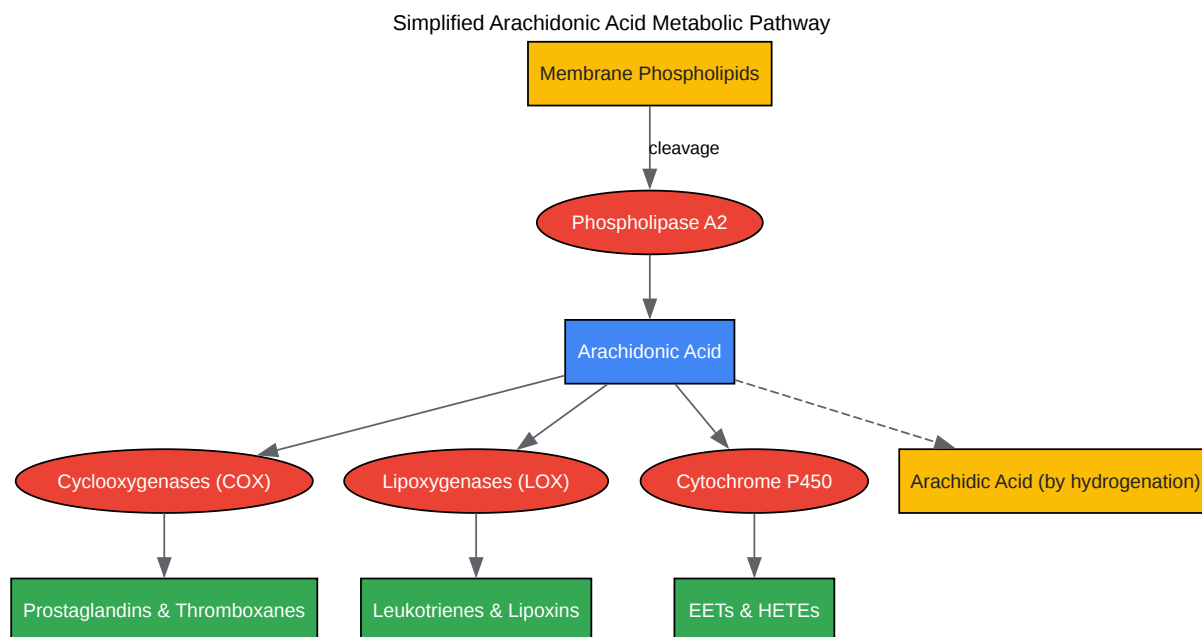 Simplified Arachidonic Acid Metabolic Pathway
Membrane Phospholipids
cleavage
Phospholipase A2
Arachidonic Acid
Cyclooxygenases (COX)
Lipoxygenases (LOX)
Cytochrome P450
Arachidic Acid (by hydrogenation)
Prostaglandins & Thromboxanes
Leukotrienes & Lipoxins
EETs & HETEs